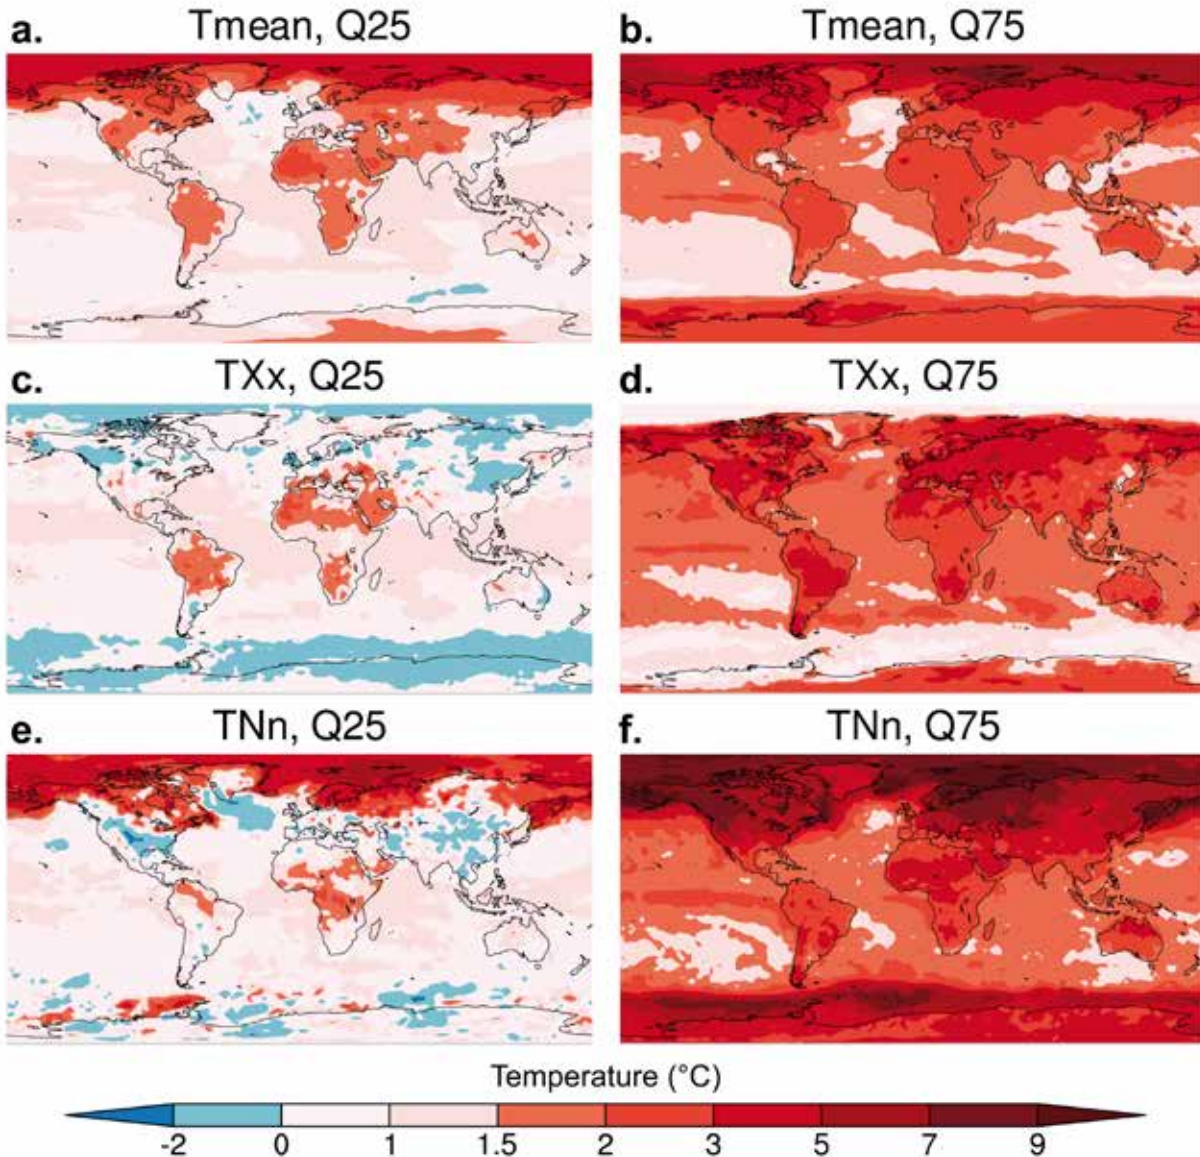 a. Tmean, Q25
b. Tmean, Q75
c. TXx, Q25
d. TXx, Q75
e. TNn, Q25
f. TNn, Q75
Temperature (°C)
-2 0 1 1.5 2 3 5 7 9